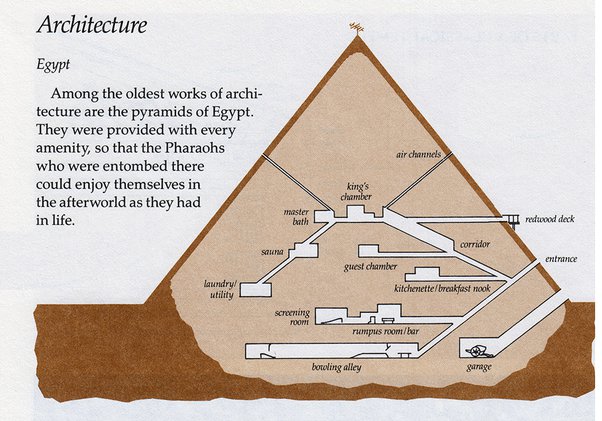 Architecture
Egypt
Among the oldest works of archi-
tecture are the pyramids of Egypt.
They were provided with every
amenity, so that the Pharaohs
who were entombed there
could enjoy themselves in
the afterworld as they had
in life.
air channels
king's
chamber
master
bath
redwood deck
sauna
corridor
guest chamber
entrance
laundry/
utility
kitchenette/breakfast nook
screening
room
rumpus room/bar
bowling alley
garage